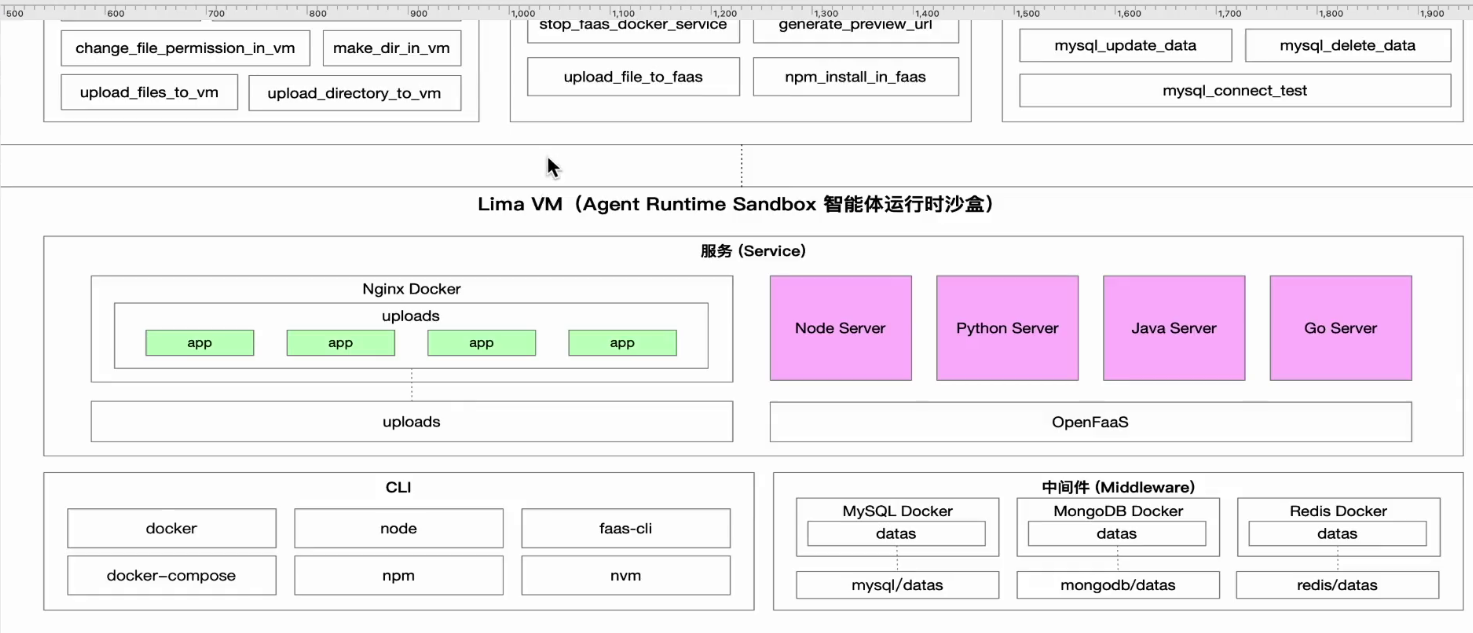 500 600 700 800 900 1,000 1,100 1,200 1,300 1,400 1,500 1,600 1,700 1,800 1,900
stop_faas_docker_service generate_preview_url
change_file_permission_in_vm make_dir_in_vm mysql_update_data mysql_delete_data
upload_file_to_faas npm_install_in_faas
upload_files_to_vm upload_directory_to_vm mysql_connect_test
Lima VM（Agent Runtime Sandbox 智能体运行时沙盒）
服务 (Service)
Nginx Docker
uploads
app app app app
Node Server Python Server Java Server Go Server
uploads
OpenFaaS
CLI
docker node faas-cli
docker-compose npm nvm
中间件 (Middleware)
MySQL Docker MongoDB Docker Redis Docker
datas datas datas
mysql/datas mongodb/datas redis/datas